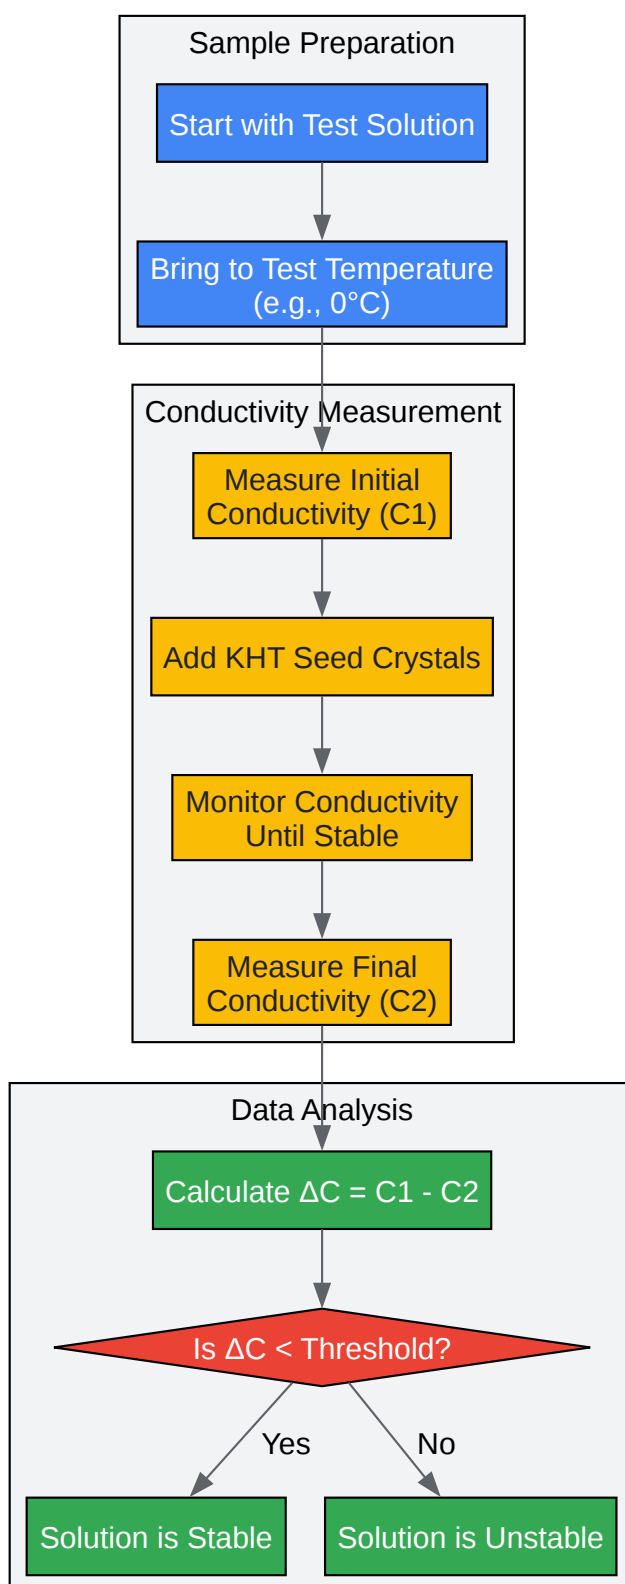 Sample Preparation
Start with Test Solution
Bring to Test Temperature
(e.g., 0°C)
Conductivity Measurement
Measure Initial
Conductivity (C1)
Add KHT Seed Crystals
Monitor Conductivity
Until Stable
Measure Final
Conductivity (C2)
Data Analysis
Calculate ΔC = C1 - C2
Is ΔC < Threshold?
Yes
No
Solution is Stable
Solution is Unstable